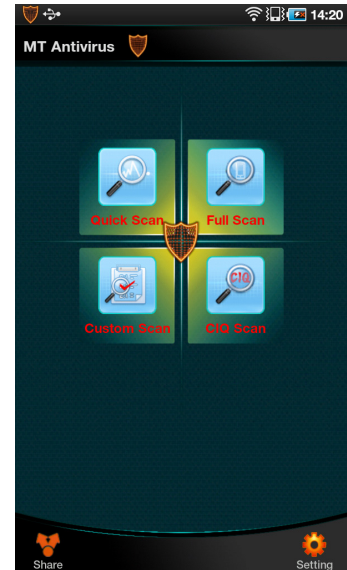 14:20
MT Antivirus
Quick Scan
Full Scan
CIQ
Custom Scan
CIQ Scan
Share
Setting